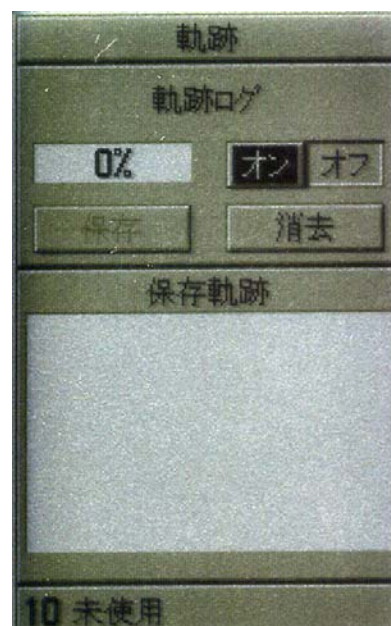 軌跡
軌跡ログ
0% オン オフ
保存 消去
保存軌跡
10 未使用